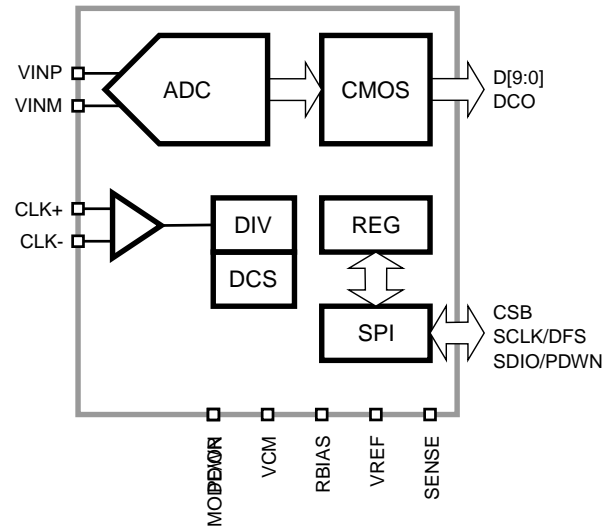 VINP
VINM
ADC
CMOS
D[9:0]
DCO
CLK+
CLK-
DIV
DCS
REG
SPI
CSB
SCLK/DFS
SDIO/PDWN
VCM
RBIAS
VREF
SENSE